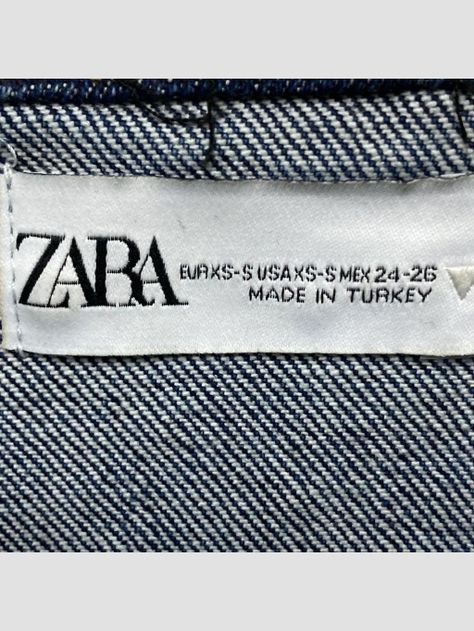 ZARA
EUR XS-S USA XS-S MEX 24-26
MADE IN TURKEY